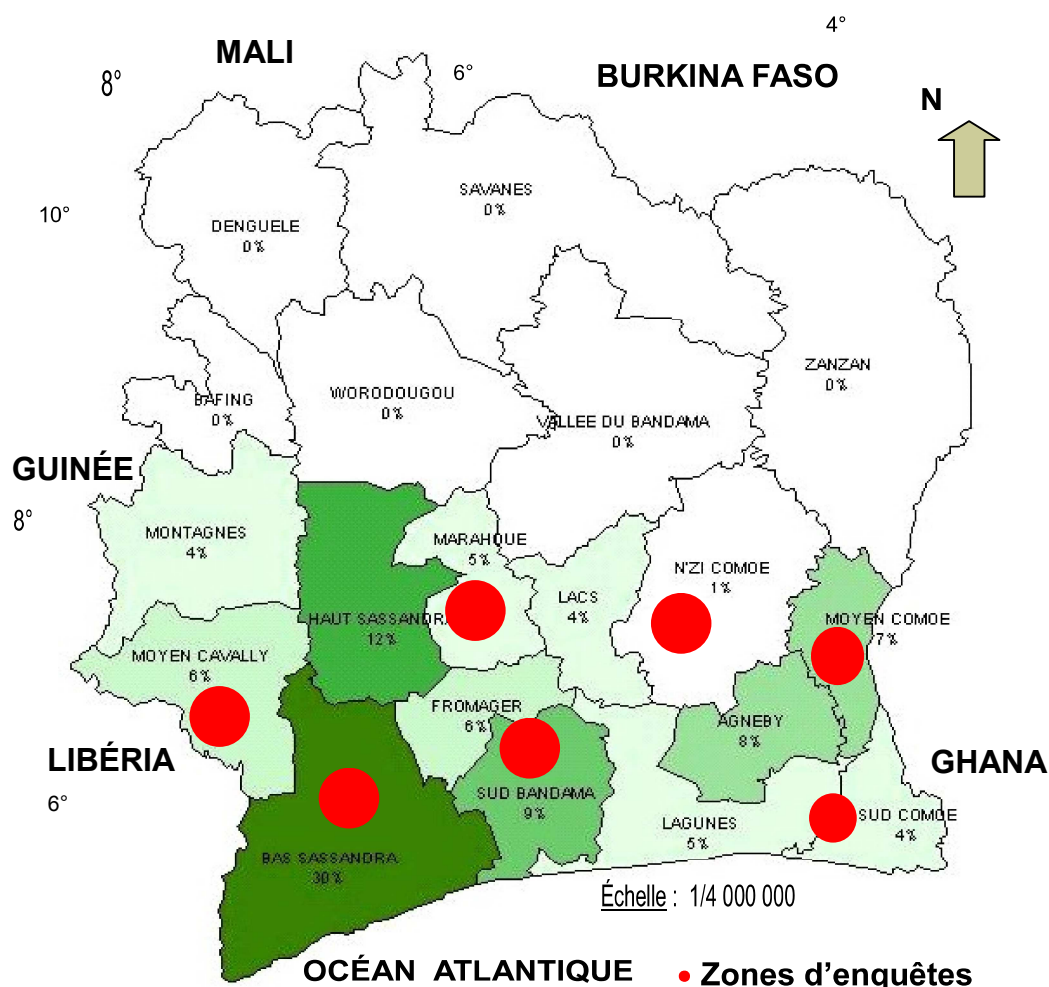 4°
MALI
8°
6°
BURKINA FASO
N
10°
SAVANES
0%
DENGUELE
0%
ZANZAN
0%
WORODOUGOU
0%
BAFING
0%
VALLEE DU BANDAMA
0%
GUINÉE
8°
MONTAGNES
4%
MARAHOUE
5%
N'ZI COMOE
1%
LACS
4%
HAUT SASSANDRA
12%
MOYEN COMOE
7%
MOYEN CAVALLY
6%
FROMAGER
6%
AGNEBY
8%
LIBÉRIA
GHANA
6°
SUD BANDAMA
9%
LAGUNES
5%
SUD COMOE
4%
BAS SASSANDRA
30%
Échelle : 1/4 000 000
OCÉAN ATLANTIQUE
Zones d'enquêtes